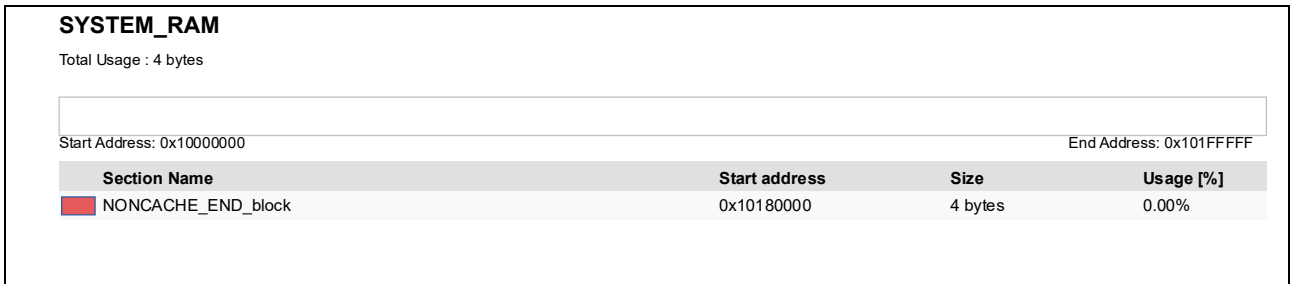 SYSTEM_RAM
Total Usage : 4 bytes
Start Address: 0x10000000 End Address: 0x101FFFFF
Section Name Start address Size Usage [%]
NONCACHE_END_block 0x10180000 4 bytes 0.00%